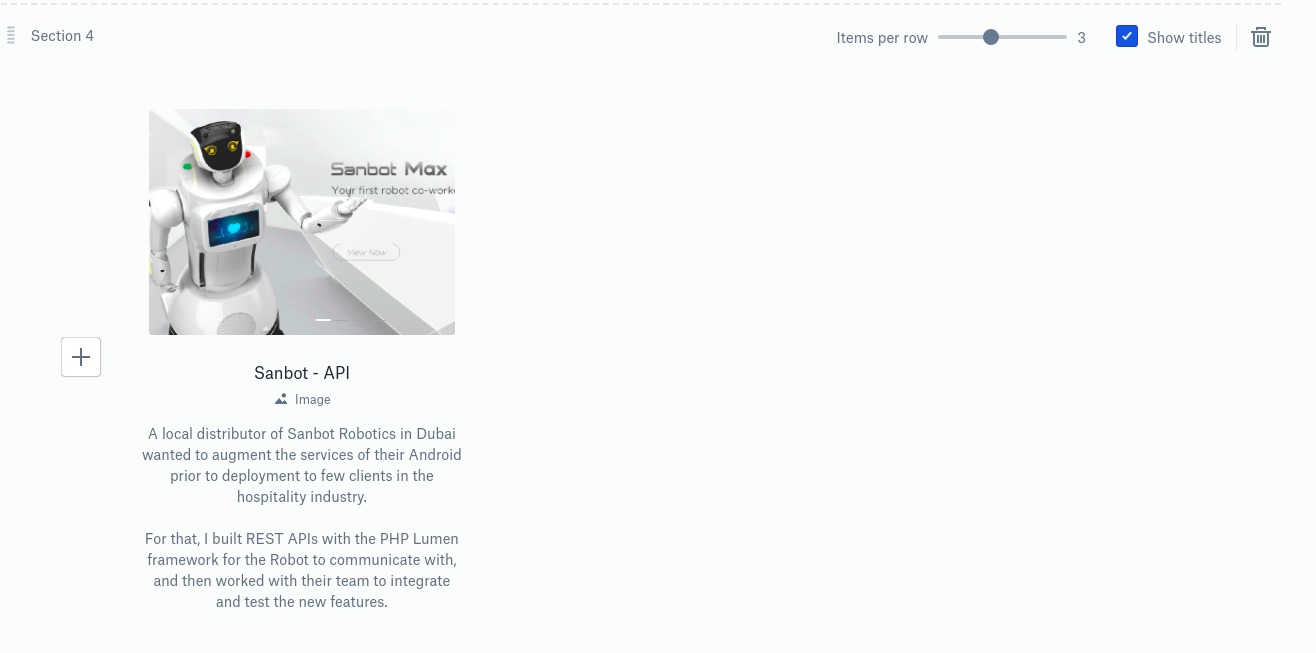 Section 4
Items per row 3 Show titles
Sanbot Max
Your first robot co-worke
View Now
Sanbot - API
Image
A local distributor of Sanbot Robotics in Dubai
wanted to augment the services of their Android
prior to deployment to few clients in the
hospitality industry.
For that, I built REST APIs with the PHP Lumen
framework for the Robot to communicate with,
and then worked with their team to integrate
and test the new features.